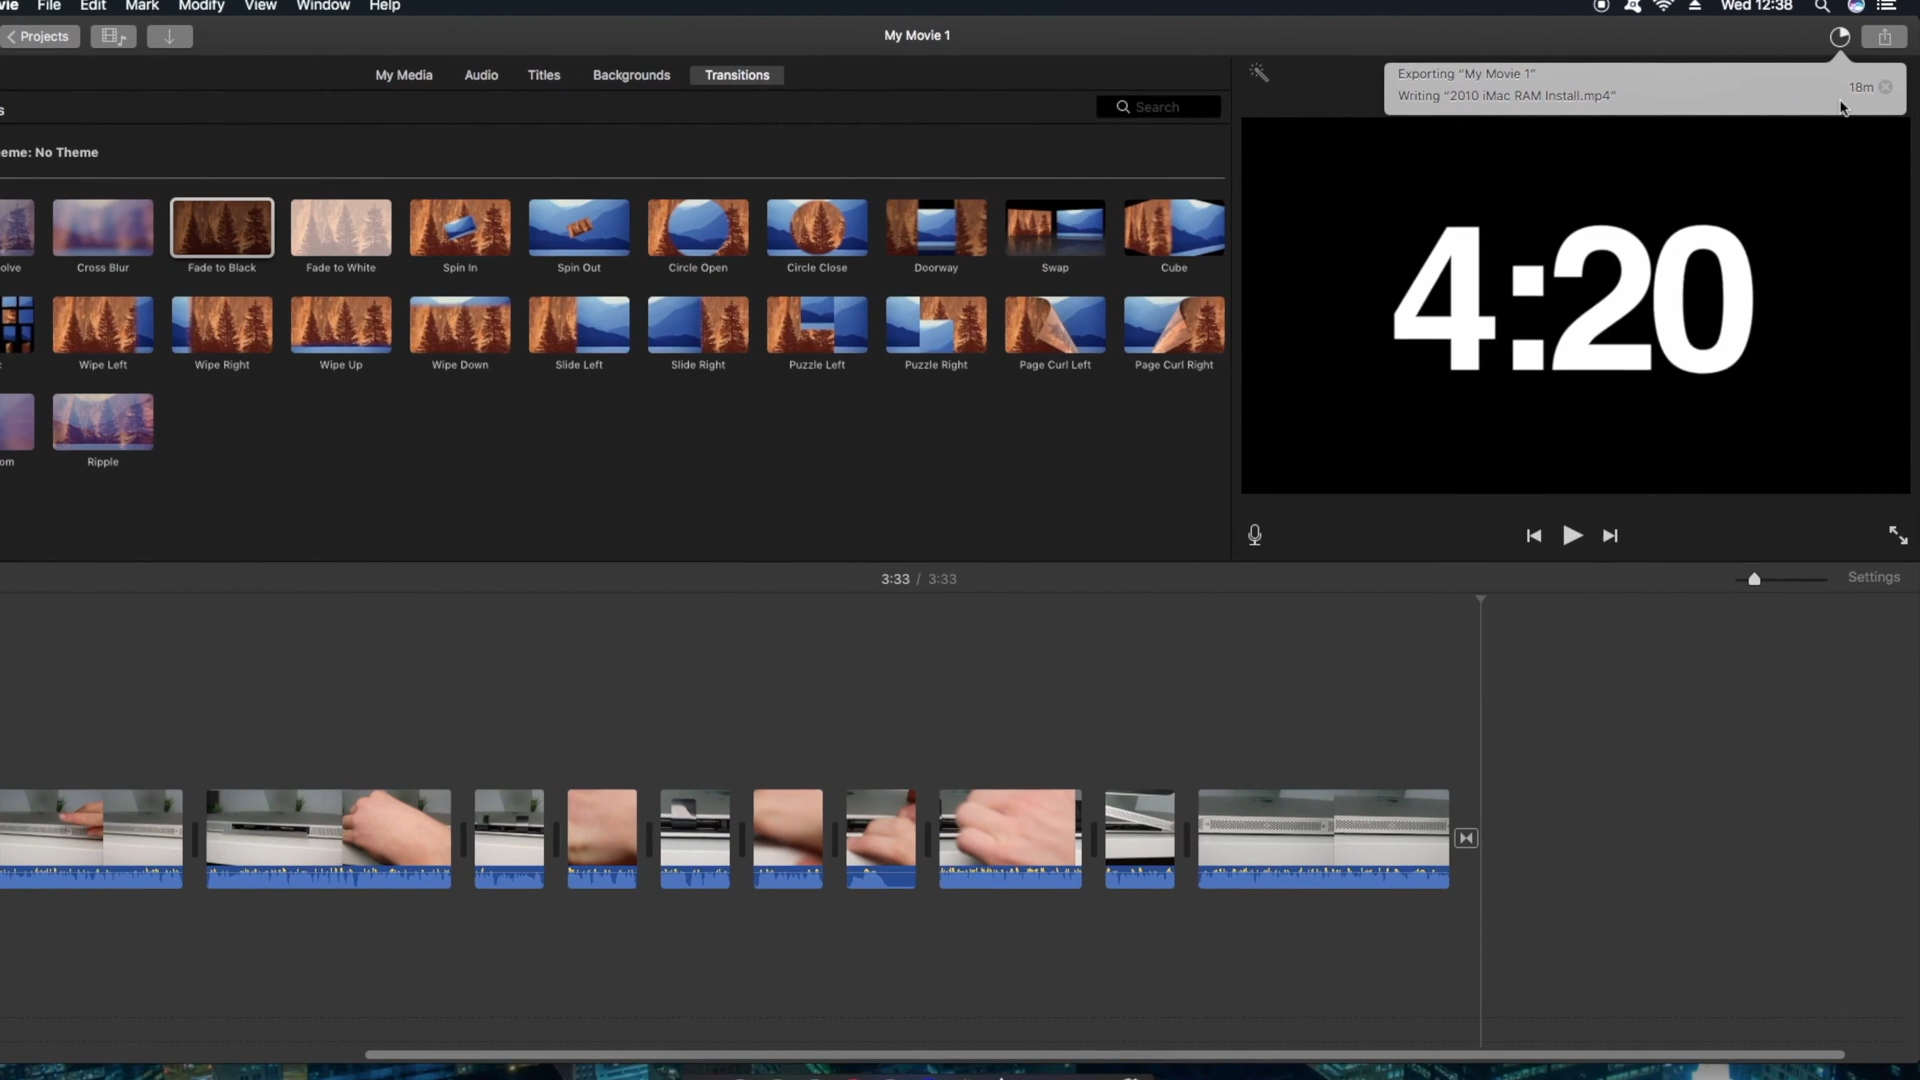 File Edit Mark Modify View Window Help
Wed 12:38
Projects
My Movie 1
My Media Audio Titles Backgrounds Transitions
Exporting “My Movie 1”
Writing “2010 iMac RAM Install.mp4”
18m
Search
eme: No Theme
4:20
olve Cross Blur Fade to Black Fade to White Spin In Spin Out Circle Open Circle Close Doorway Swap Cube
Wipe Left Wipe Right Wipe Up Wipe Down Slide Left Slide Right Puzzle Left Puzzle Right Page Curl Left Page Curl Right
om Ripple
3:33 / 3:33
Settings